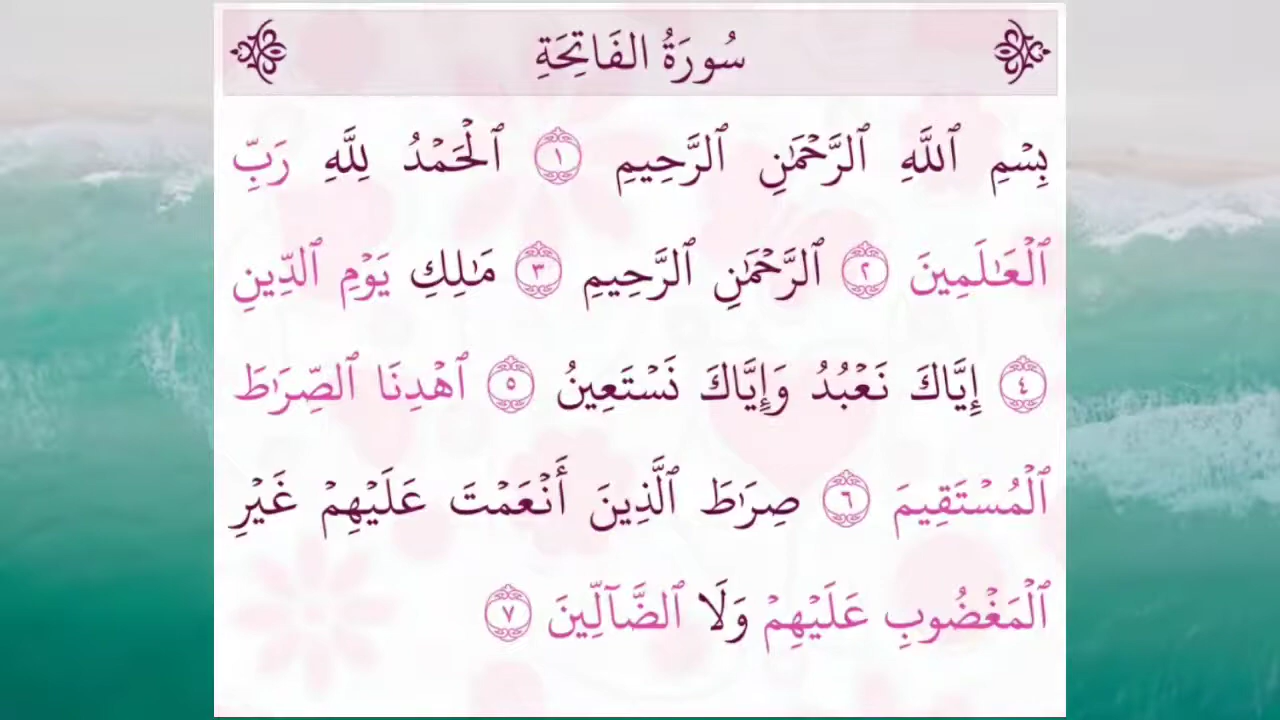 سُورَةُ الفَاتِحَةِ
بِسْمِ ٱللَّهِ ٱلرَّحْمَٰنِ ٱلرَّحِيمِ ١ ٱلْحَمْدُ لِلَّهِ رَبِّ
ٱلْعَٰلَمِينَ ٢ ٱلرَّحْمَٰنِ ٱلرَّحِيمِ ٣ مَٰلِكِ يَوْمِ ٱلدِّينِ
٤ إِيَّاكَ نَعْبُدُ وَإِيَّاكَ نَسْتَعِينُ ٥ ٱهْدِنَا ٱلصِّرَٰطَ
ٱلْمُسْتَقِيمَ ٦ صِرَٰطَ ٱلَّذِينَ أَنْعَمْتَ عَلَيْهِمْ غَيْرِ
ٱلْمَغْضُوبِ عَلَيْهِمْ وَلَا ٱلضَّآلِّينَ ٧